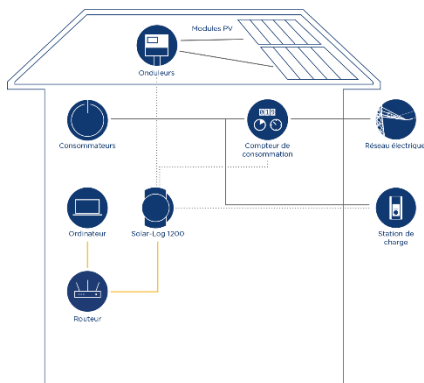 Modules PV
Onduleurs
Consommateurs
Compteur de
consommation
Réseau électrique
Ordinateur
Solar-Log 1200
Station de
charge
Routeur